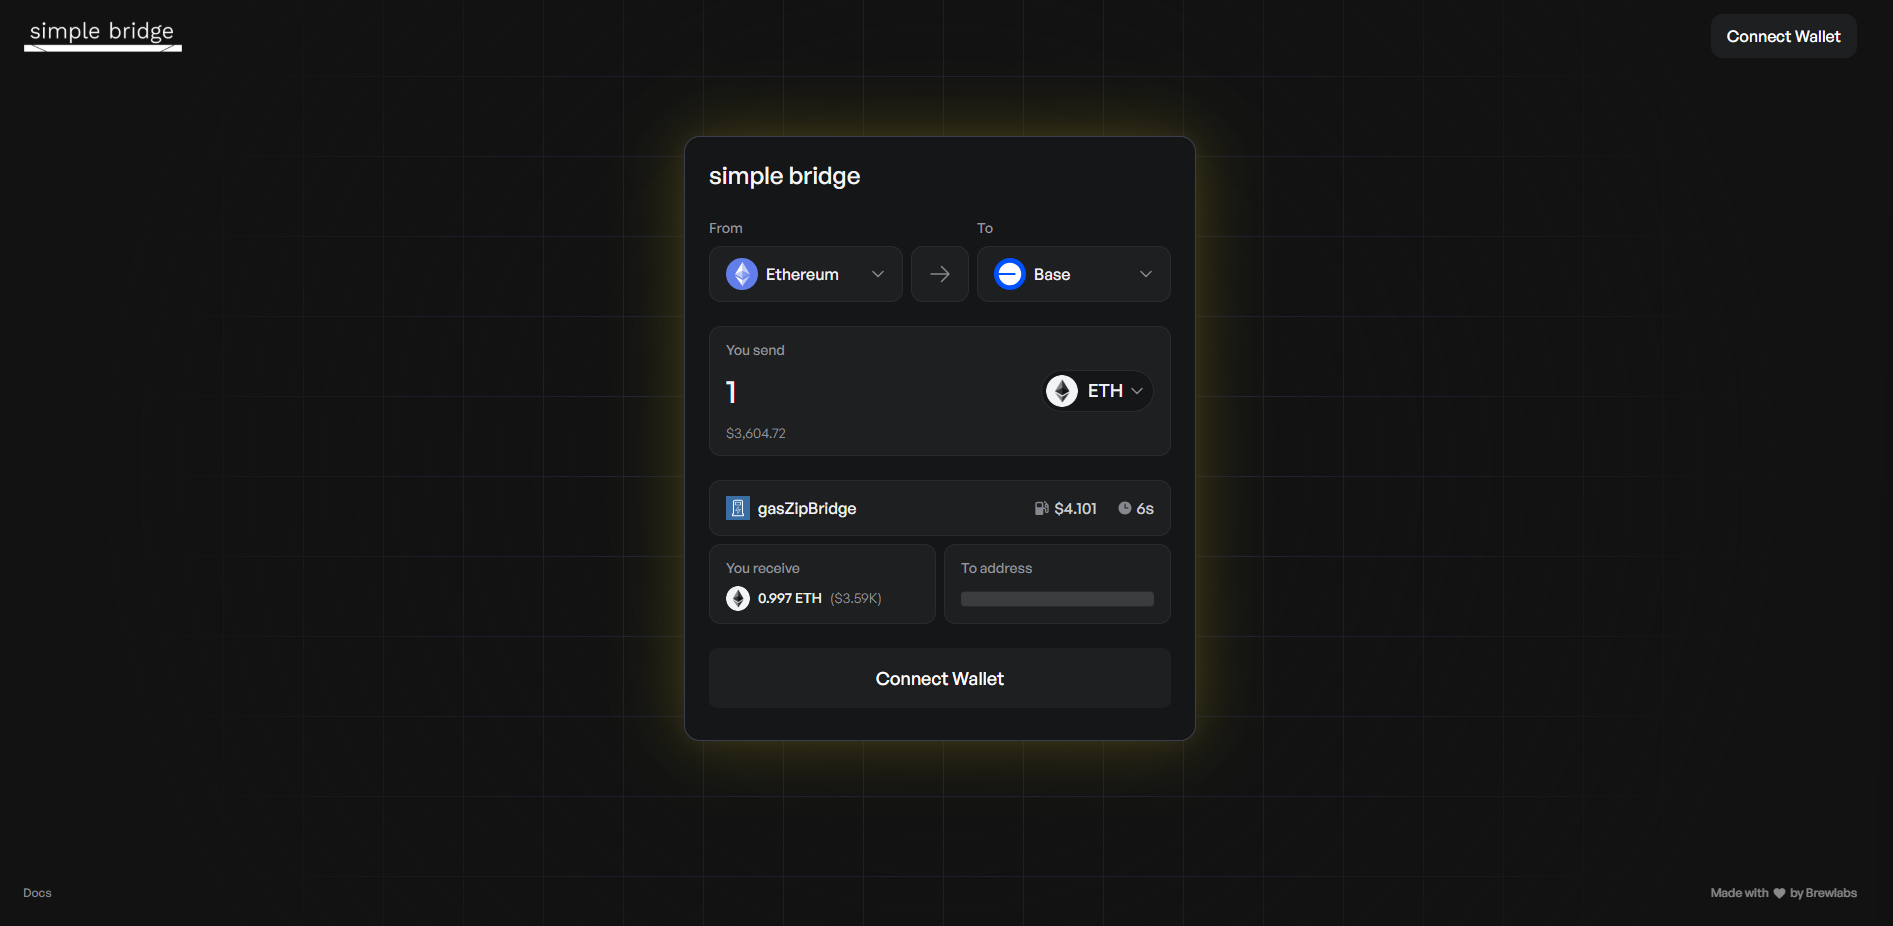 simple bridge
Connect Wallet
simple bridge
From
To
Ethereum
Base
You send
1
ETH
$3,604.72
gasZipBridge
$4.101
6s
You receive
0.997 ETH ($3.59K)
To address
Connect Wallet
Docs
Made with by Brewlabs